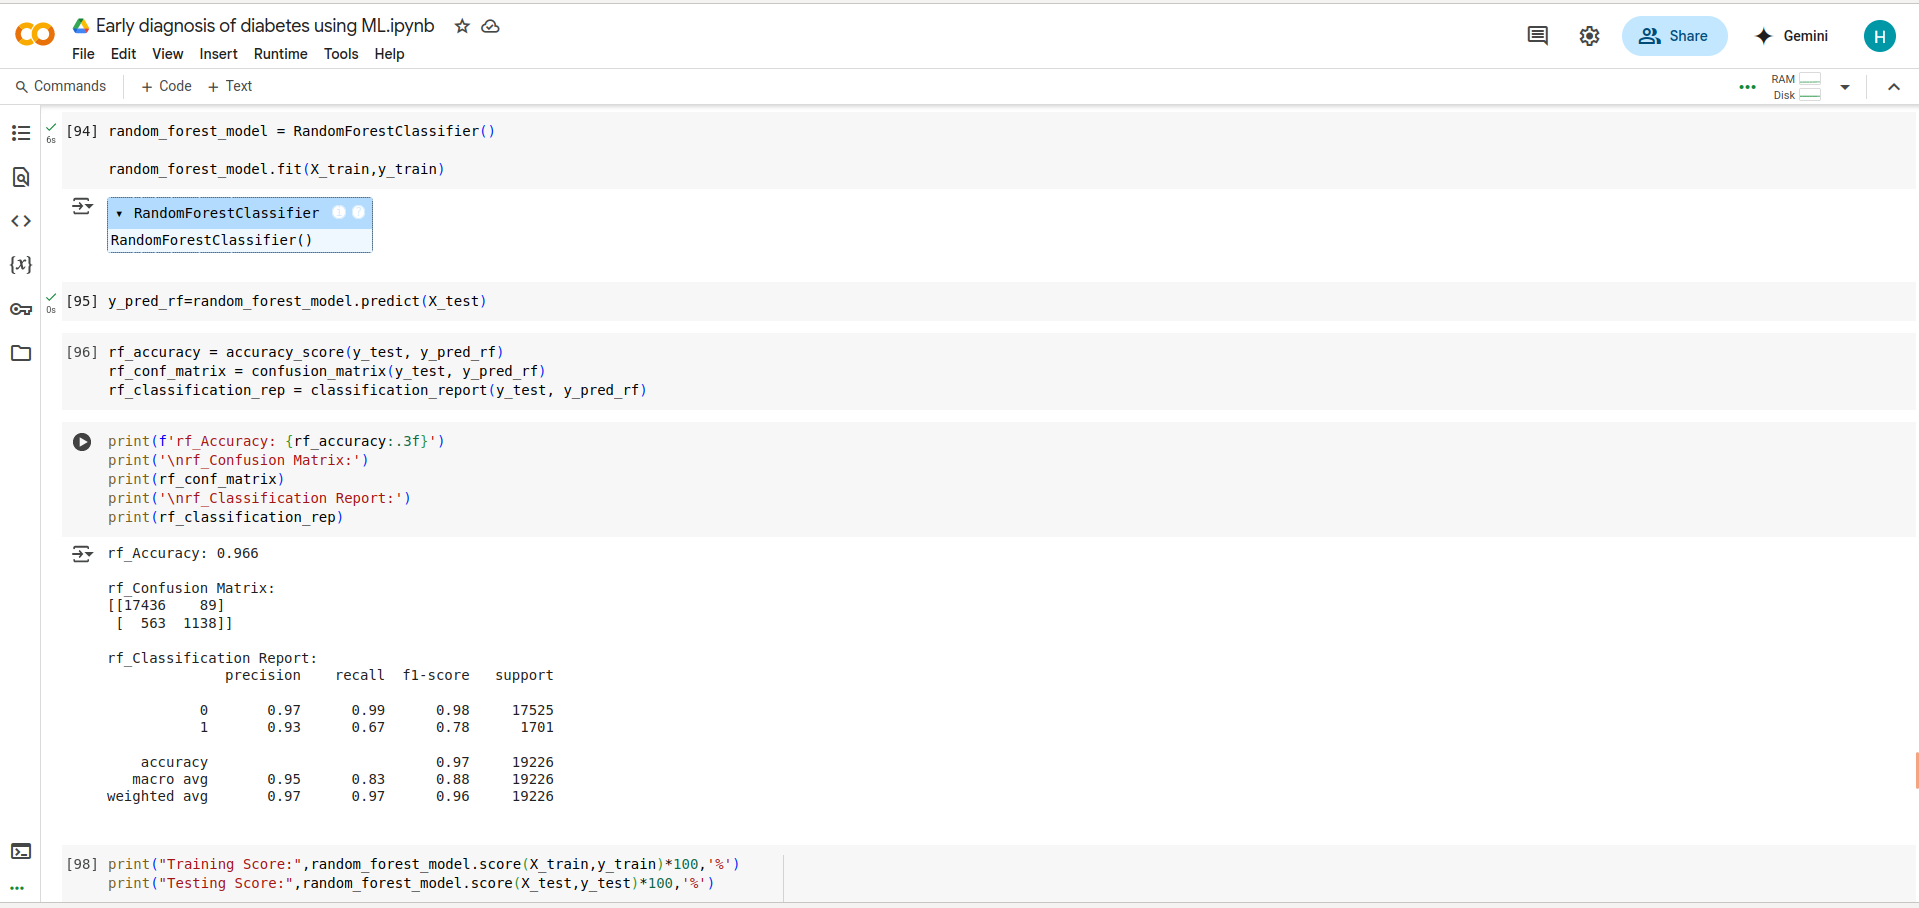 Early diagnosis of diabetes using ML.ipynb
File Edit View Insert Runtime Tools Help
Share
Gemini
H
Commands + Code + Text
RAM
Disk
6s
[94] random_forest_model = RandomForestClassifier()
random_forest_model.fit(X_train,y_train)
RandomForestClassifier
RandomForestClassifier()
0s
[95] y_pred_rf=random_forest_model.predict(X_test)
[96] rf_accuracy = accuracy_score(y_test, y_pred_rf)
rf_conf_matrix = confusion_matrix(y_test, y_pred_rf)
rf_classification_rep = classification_report(y_test, y_pred_rf)
print(f'rf_Accuracy: {rf_accuracy:.3f}')
print('\nrf_Confusion Matrix:')
print(rf_conf_matrix)
print('\nrf_Classification Report:')
print(rf_classification_rep)
rf_Accuracy: 0.966
rf_Confusion Matrix:
[[17436    89]
[  563  1138]]
rf_Classification Report:
precision    recall  f1-score   support
0       0.97      0.99      0.98     17525
1       0.93      0.67      0.78      1701
accuracy                           0.97     19226
macro avg       0.95      0.83      0.88     19226
weighted avg       0.97      0.97      0.96     19226
[98] print("Training Score:",random_forest_model.score(X_train,y_train)*100,'%')
print("Testing Score:",random_forest_model.score(X_test,y_test)*100,'%')